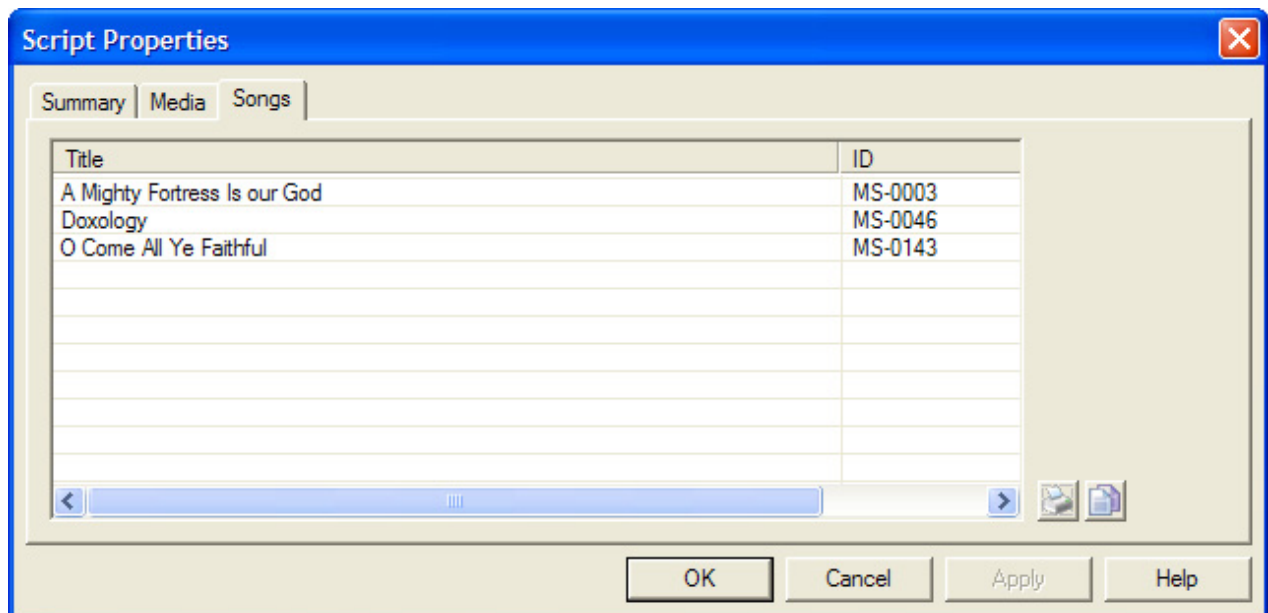 Script Properties
Summary Media Songs
Title ID
A Mighty Fortress Is our God MS-0003
Doxology MS-0046
O Come All Ye Faithful MS-0143
OK Cancel Apply Help